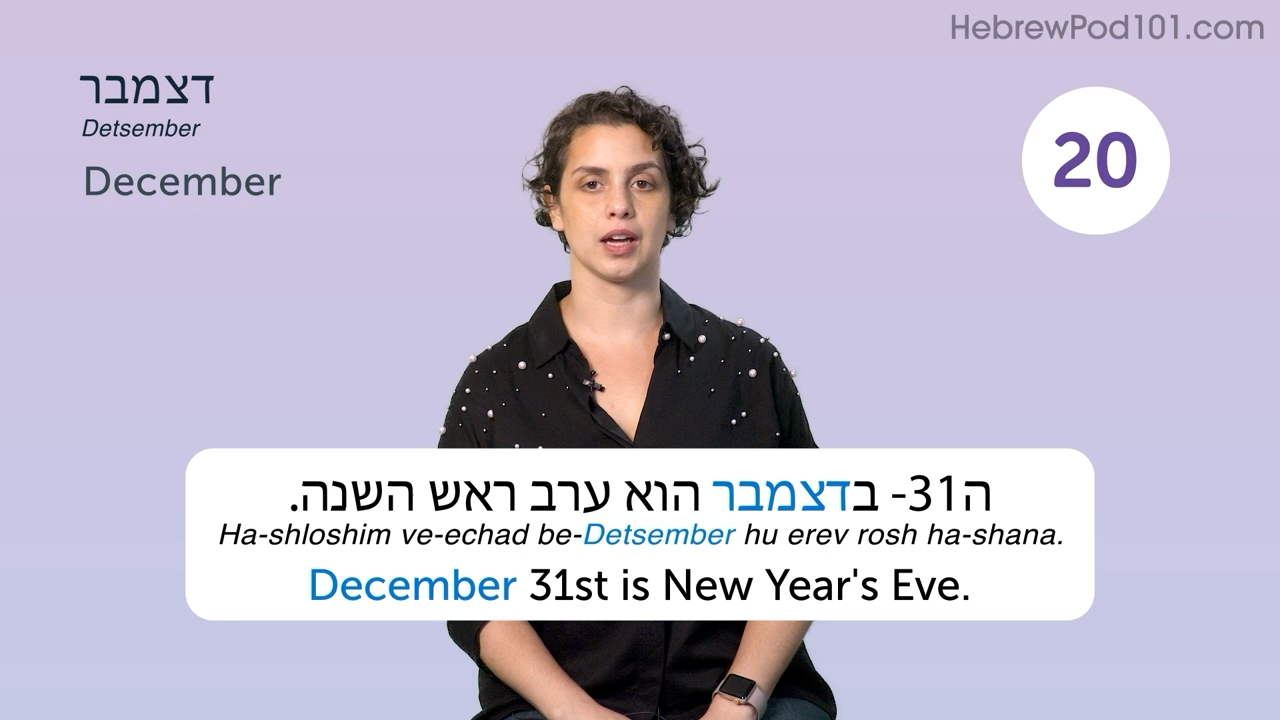 HebrewPod101.com
דצמבר
Detsember
December
20
ה31- בדצמבר הוא ערב ראש השנה.
Ha-shloshim ve-echad be-Detsember hu erev rosh ha-shana.
December 31st is New Year's Eve.